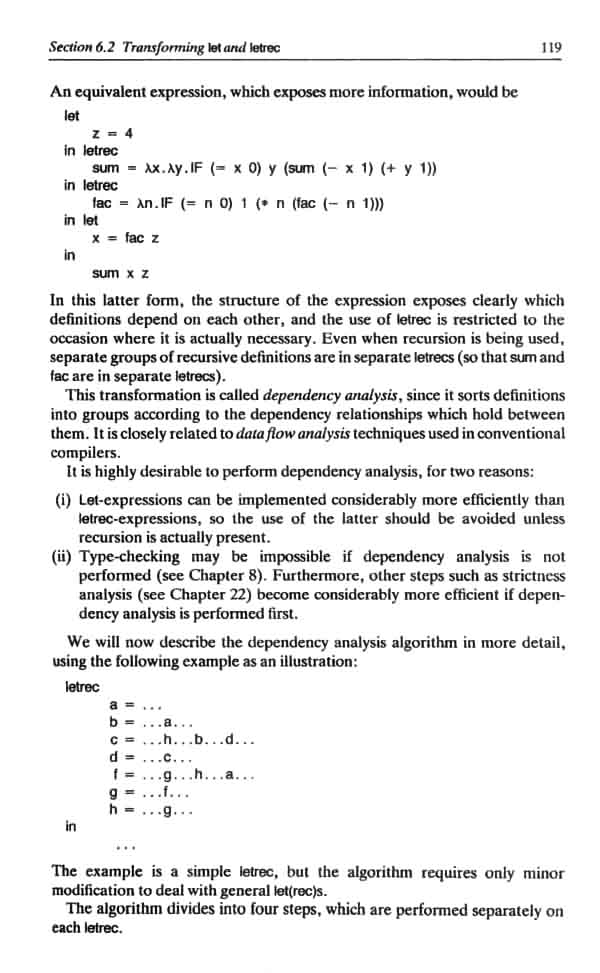 Section 6.2 Transforming let and letrec 119
An equivalent expression, which exposes more information, would be
let
z = 4
in letrec
sum = λx.λy.IF (= x 0) y (sum (− x 1) (+ y 1))
in letrec
fac = λn.IF (= n 0) 1 (* n (fac (− n 1)))
in let
x = fac z
in
sum x z
In this latter form, the structure of the expression exposes clearly which
definitions depend on each other, and the use of letrec is restricted to the
occasion where it is actually necessary. Even when recursion is being used,
separate groups of recursive definitions are in separate letrecs (so that sum and
fac are in separate letrecs).
This transformation is called dependency analysis, since it sorts definitions
into groups according to the dependency relationships which hold between
them. It is closely related to data flow analysis techniques used in conventional
compilers.
It is highly desirable to perform dependency analysis, for two reasons:
(i) Let-expressions can be implemented considerably more efficiently than
letrec-expressions, so the use of the latter should be avoided unless
recursion is actually present.
(ii) Type-checking may be impossible if dependency analysis is not
performed (see Chapter 8). Furthermore, other steps such as strictness
analysis (see Chapter 22) become considerably more efficient if depen-
dency analysis is performed first.
We will now describe the dependency analysis algorithm in more detail,
using the following example as an illustration:
letrec
a = ...
b = ...a...
c = ...h...b...d...
d = ...c...
f = ...g...h...a...
g = ...f...
h = ...g...
in
...
The example is a simple letrec, but the algorithm requires only minor
modification to deal with general let(rec)s.
The algorithm divides into four steps, which are performed separately on
each letrec.